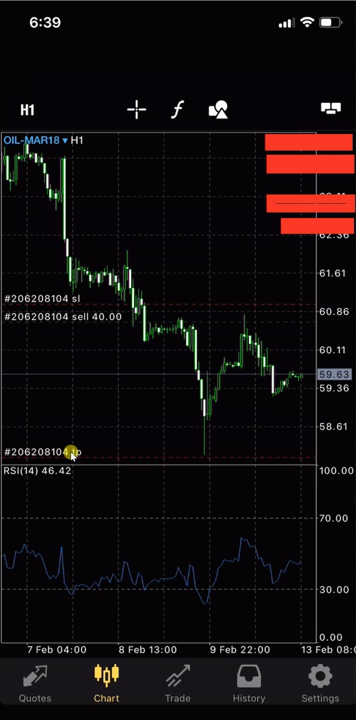 6:39
H1
OIL-MAR18 ▾ H1
62.36
61.61
#206208104 sl
60.86
#206208104 sell 40.00
60.11
59.63
59.36
58.61
#206208104 tp
RSI(14) 46.42
100.00
70.00
30.00
0.00
7 Feb 04:00
8 Feb 13:00
9 Feb 22:00
13 Feb 08:
Quotes
Chart
Trade
History
Settings